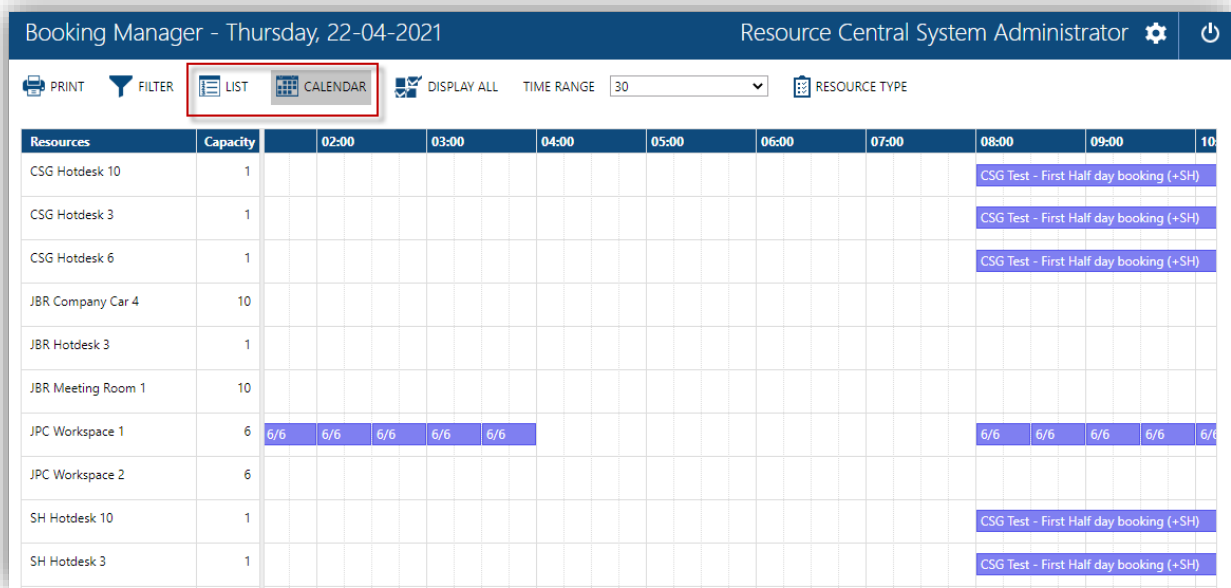 Booking Manager - Thursday, 22-04-2021 Resource Central System Administrator
PRINT FILTER LIST CALENDAR DISPLAY ALL TIME RANGE 30 RESOURCE TYPE
Resources Capacity 02:00 03:00 04:00 05:00 06:00 07:00 08:00 09:00 10:
CSG Hotdesk 10 1 CSG Test - First Half day booking (+SH)
CSG Hotdesk 3 1 CSG Test - First Half day booking (+SH)
CSG Hotdesk 6 1 CSG Test - First Half day booking (+SH)
JBR Company Car 4 10
JBR Hotdesk 3 1
JBR Meeting Room 1 10
JPC Workspace 1 6 6/6 6/6 6/6 6/6 6/6 6/6 6/6 6/6 6/6 6/6
JPC Workspace 2 6
SH Hotdesk 10 1 CSG Test - First Half day booking (+SH)
SH Hotdesk 3 1 CSG Test - First Half day booking (+SH)